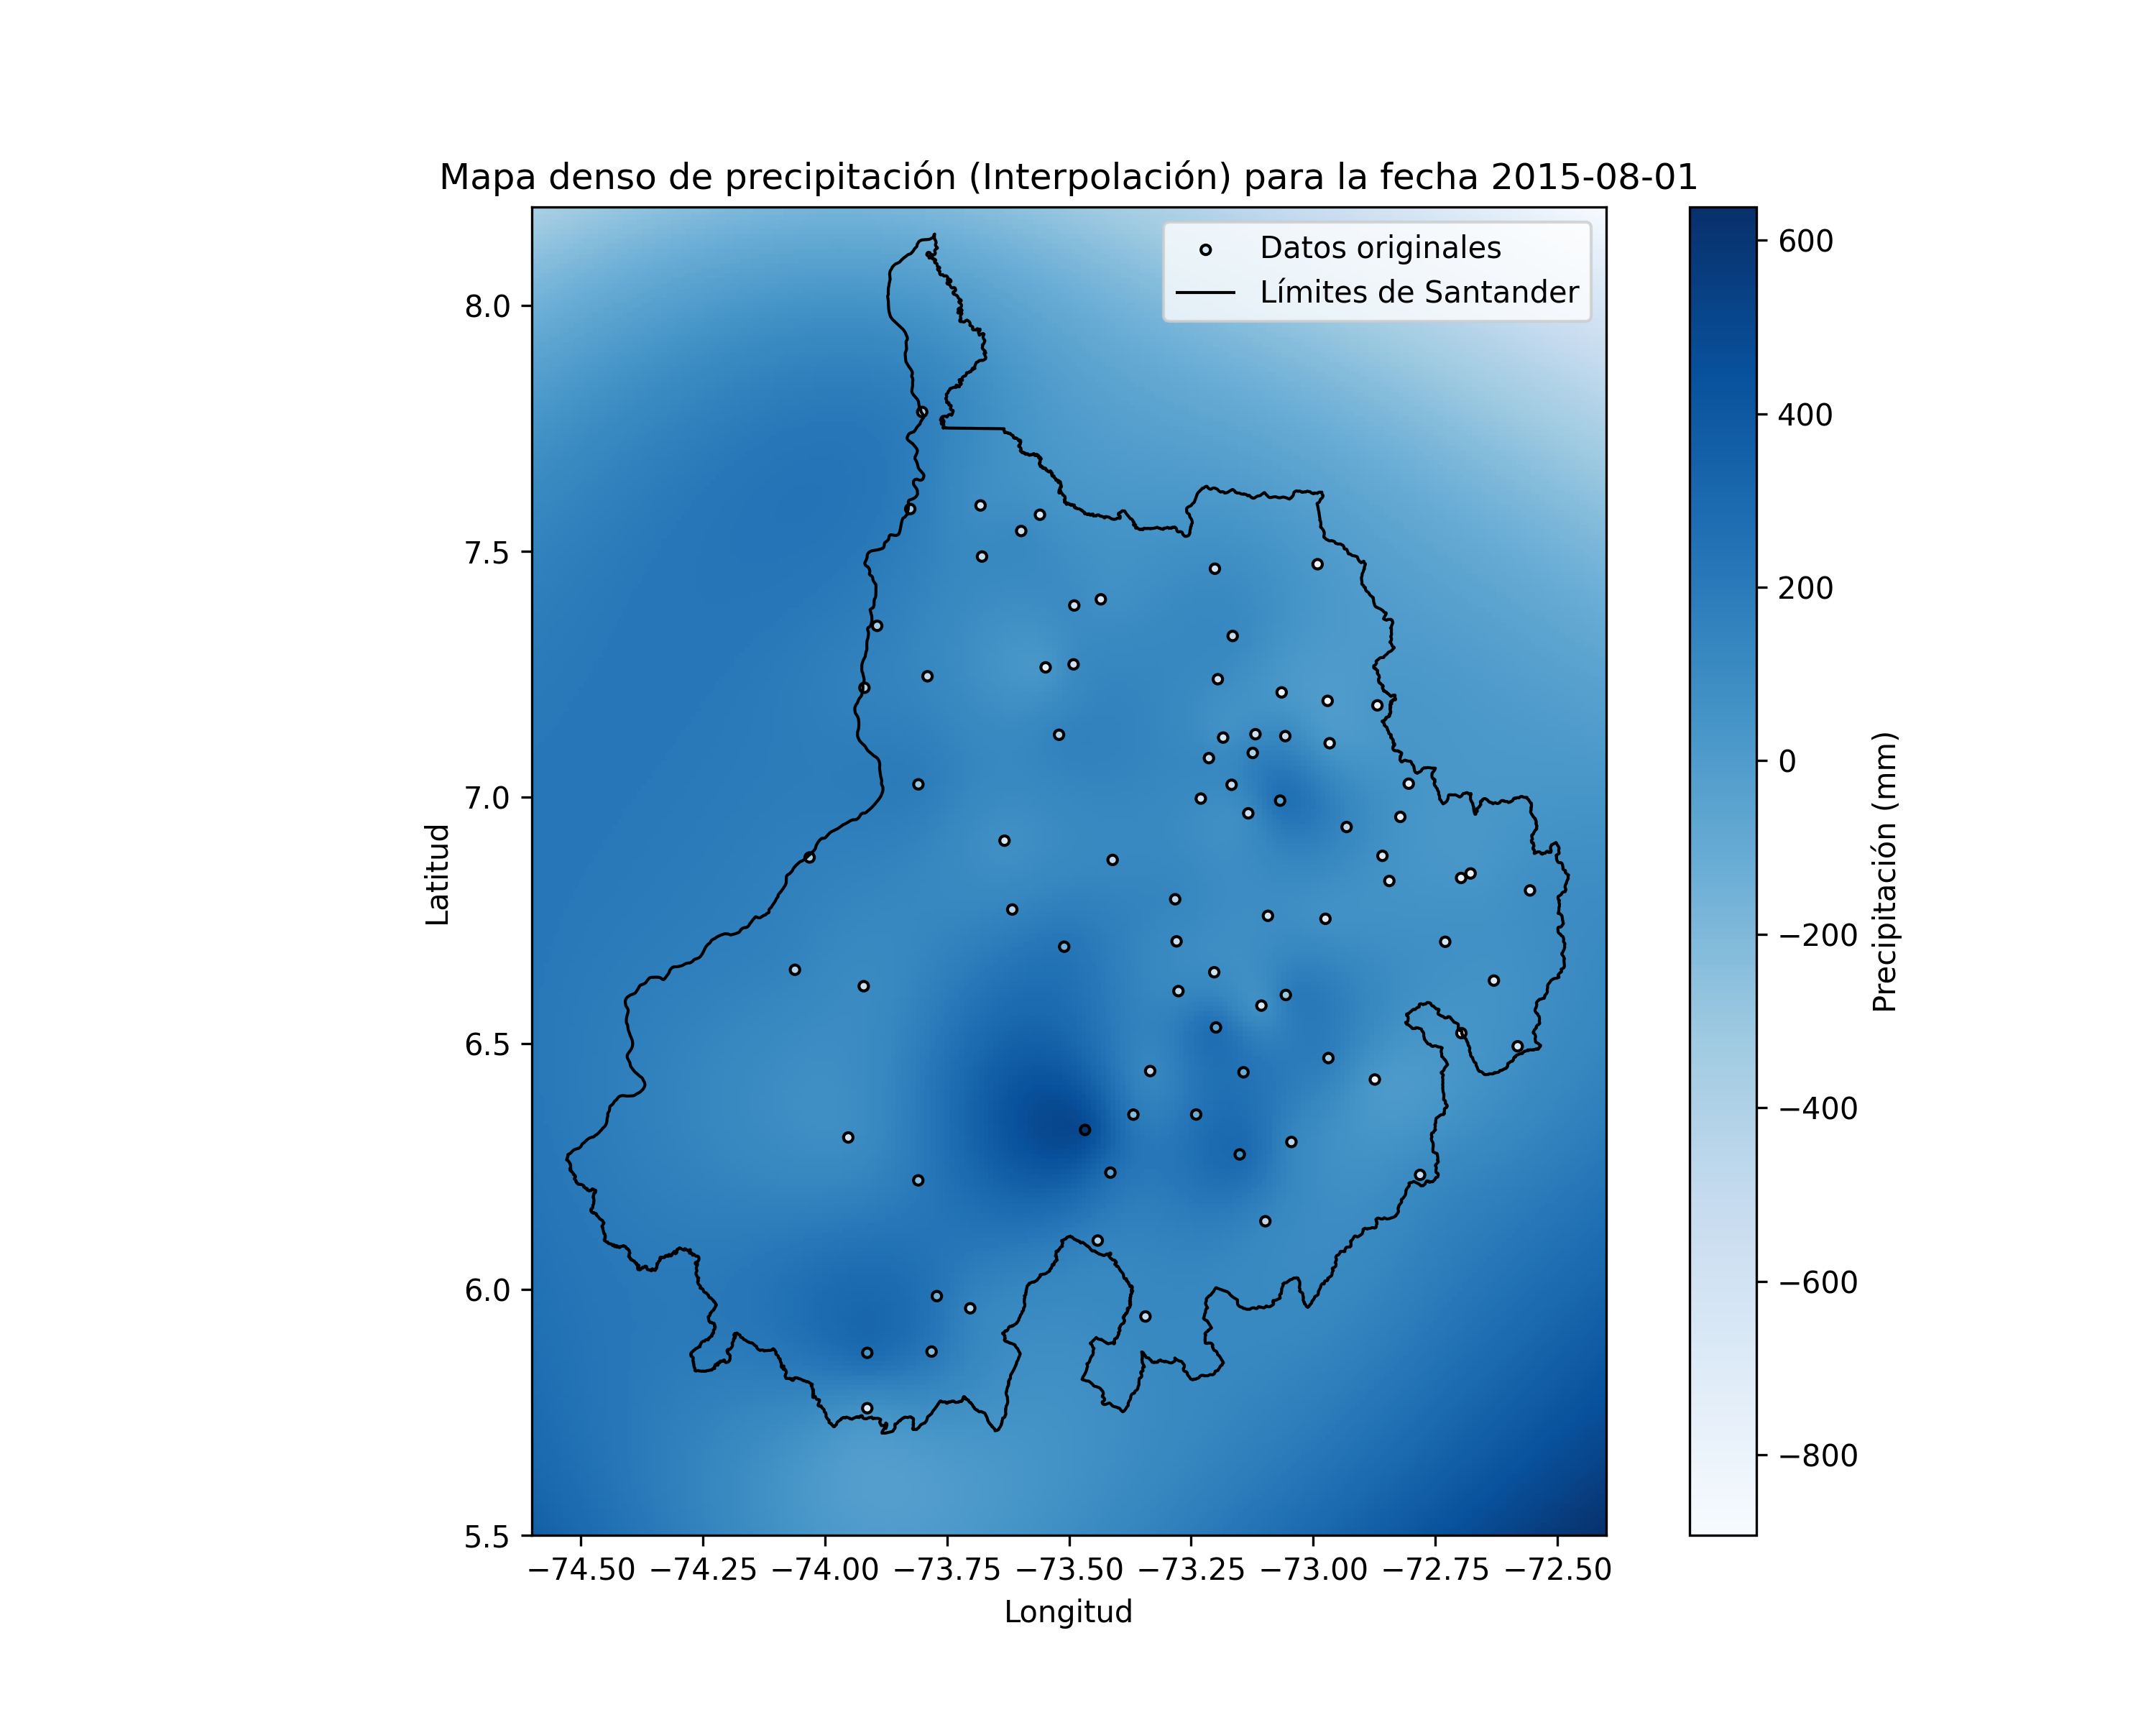 Mapa denso de precipitación (Interpolación) para la fecha 2015-08-01
Datos originales
Límites de Santander
8.0
7.5
7.0
6.5
6.0
5.5
Latitud
−74.50 −74.25 −74.00 −73.75 −73.50 −73.25 −73.00 −72.75 −72.50
Longitud
600
400
200
0
−200
−400
−600
−800
Precipitación (mm)